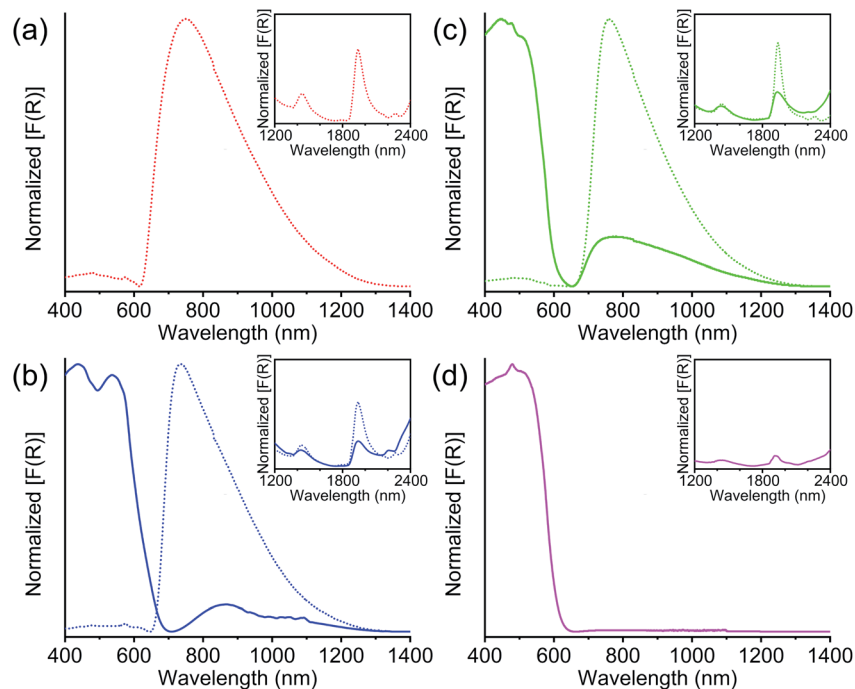 (a)
Normalized [F(R)]
400 600 800 1000 1200 1400
Wavelength (nm)
Normalized [F(R)]
1200 1800 2400
Wavelength (nm)
(c)
Normalized [F(R)]
400 600 800 1000 1200 1400
Wavelength (nm)
Normalized [F(R)]
1200 1800 2400
Wavelength (nm)
(b)
Normalized [F(R)]
400 600 800 1000 1200 1400
Wavelength (nm)
Normalized [F(R)]
1200 1800 2400
Wavelength (nm)
(d)
Normalized [F(R)]
400 600 800 1000 1200 1400
Wavelength (nm)
Normalized [F(R)]
1200 1800 2400
Wavelength (nm)